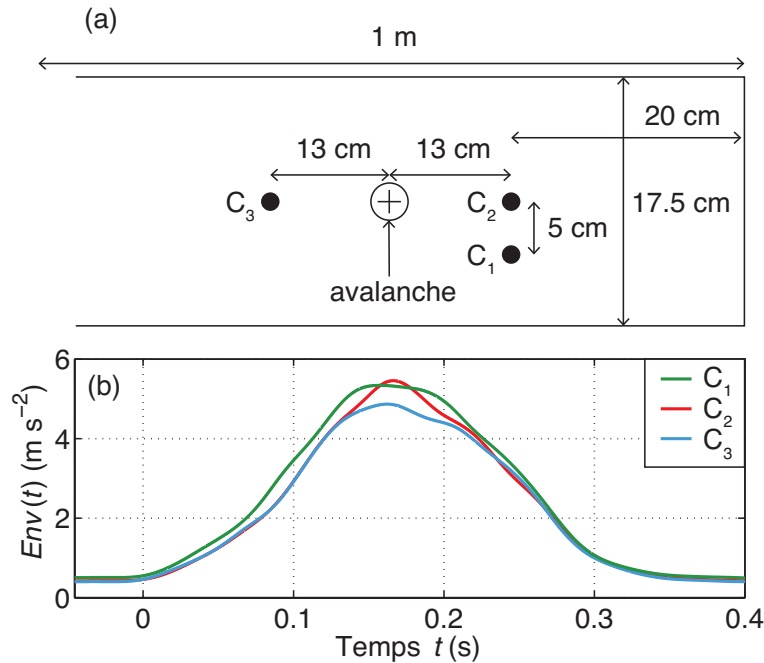 (a)
1 m
20 cm
13 cm 13 cm
C3 C2 17.5 cm
5 cm
C1
avalanche
6 (b) C1
C2
C3
4
2
0
Env (t) (m s⁻²)
0 0.1 0.2 0.3 0.4
Temps t (s)